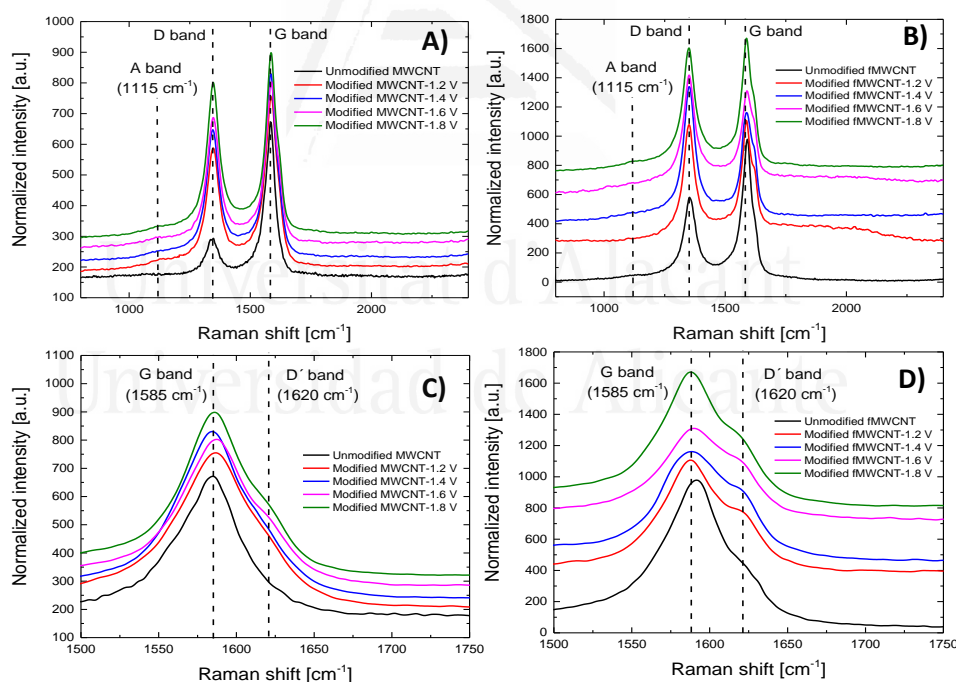 A)
D band
G band
A band
(1115 cm⁻¹)
Unmodified MWCNT
Modified MWCNT-1.2 V
Modified MWCNT-1.4 V
Modified MWCNT-1.6 V
Modified MWCNT-1.8 V
Normalized intensity [a.u.]
1000
900
800
700
600
500
400
300
200
100
1000
1500
2000
Raman shift [cm⁻¹]
B)
D band
G band
A band
(1115 cm⁻¹)
Unmodified fMWCNT
Modified fMWCNT-1.2 V
Modified fMWCNT-1.4 V
Modified fMWCNT-1.6 V
Modified fMWCNT-1.8 V
Normalized intensity [a.u.]
1800
1600
1400
1200
1000
800
600
400
200
0
1000
1500
2000
Raman shift [cm⁻¹]
Universitat d'Alacant
Universidad de Alicante
C)
G band
(1585 cm⁻¹)
D´ band
(1620 cm⁻¹)
Unmodified MWCNT
Modified MWCNT-1.2 V
Modified MWCNT-1.4 V
Modified MWCNT-1.6 V
Modified MWCNT-1.8 V
Normalized intensity [a.u.]
1100
1000
900
800
700
600
500
400
300
200
100
1500
1550
1600
1650
1700
1750
Raman shift [cm⁻¹]
D)
G band
(1585 cm⁻¹)
D´ band
(1620 cm⁻¹)
Unmodified fMWCNT
Modified fMWCNT-1.2 V
Modified fMWCNT-1.4 V
Modified fMWCNT-1.6 V
Modified fMWCNT-1.8 V
Normalized intensity [a.u.]
1800
1600
1400
1200
1000
800
600
400
200
0
1500
1550
1600
1650
1700
1750
Raman shift [cm⁻¹]